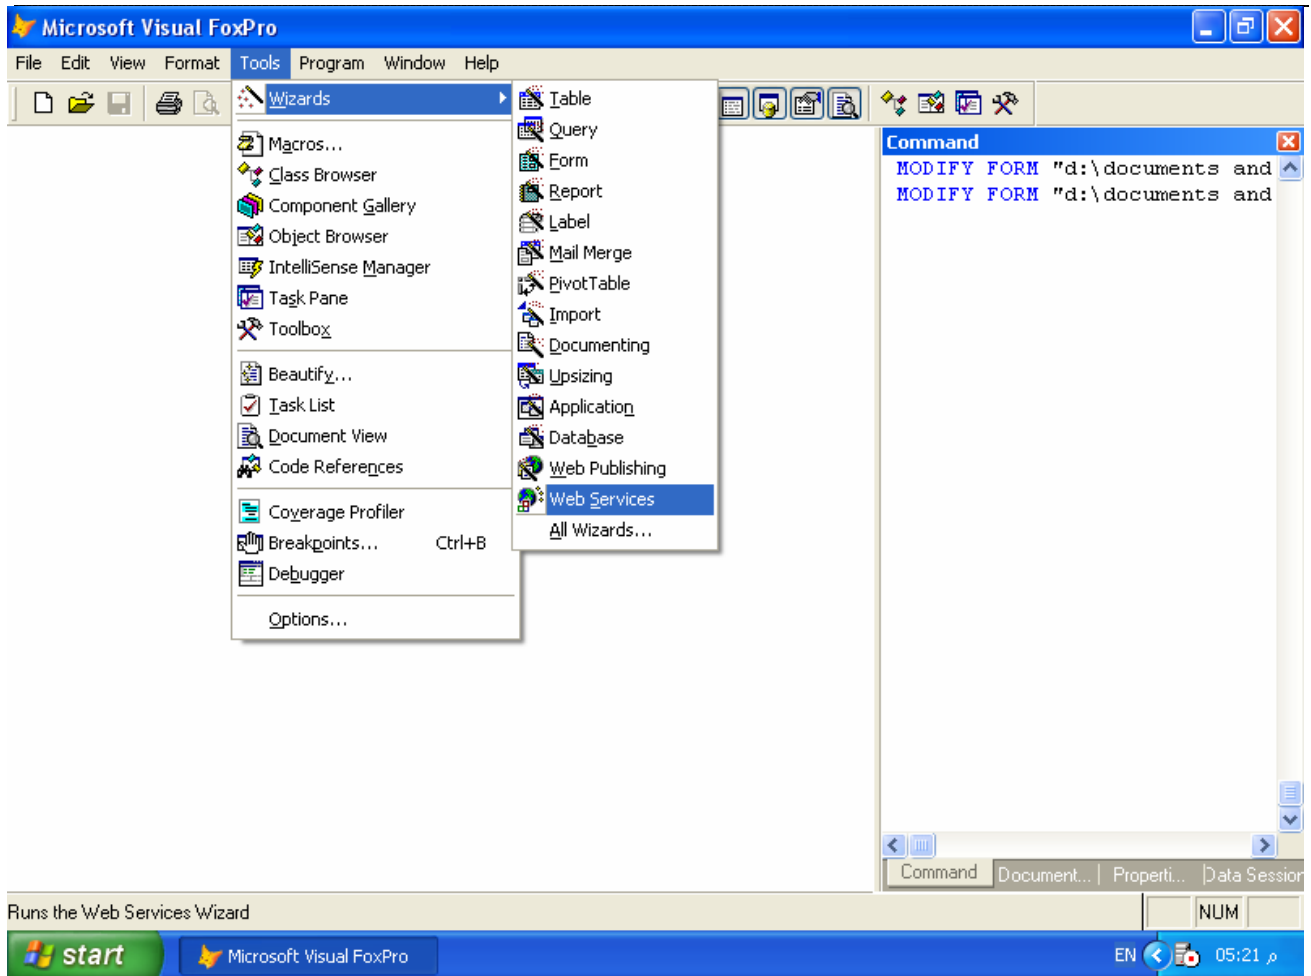 Microsoft Visual FoxPro
File Edit View Format Tools Program Window Help
Wizards
Macros...
Class Browser
Component Gallery
Object Browser
IntelliSense Manager
Task Pane
Toolbox
Beautify...
Task List
Document View
Code References
Coverage Profiler
Breakpoints... Ctrl+B
Debugger
Options...
Table
Query
Form
Report
Label
Mail Merge
PivotTable
Import
Documenting
Upsizing
Application
Database
Web Publishing
Web Services
All Wizards...
Command
MODIFY FORM "d:\documents and
MODIFY FORM "d:\documents and
Command Document... Properti... Data Session
Runs the Web Services Wizard
NUM
start Microsoft Visual FoxPro EN 05:21 م